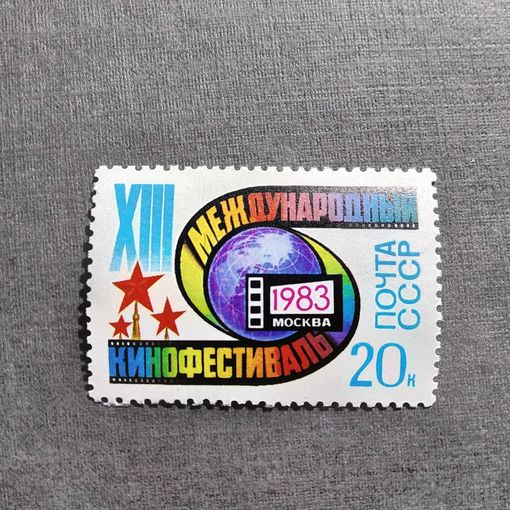 XIII
МЕЖДУНАРОДНЫЙ
1983
МОСКВА
КИНОФЕСТИВАЛЬ
ПОЧТА
СССР
20к